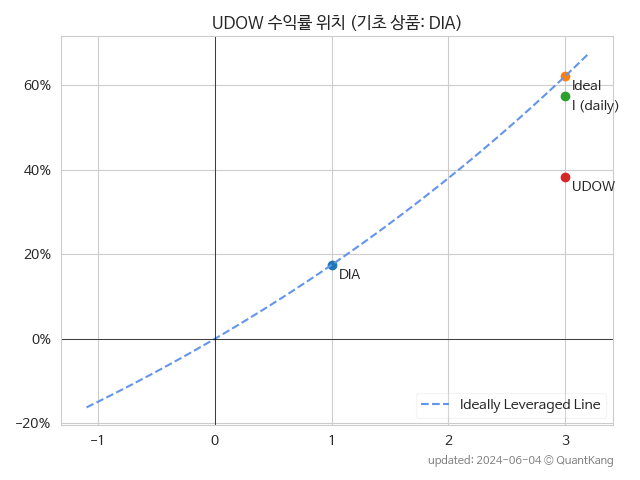 UDOW 수익률 위치 (기초 상품: DIA)
60%
40%
20%
0%
−20%
Ideal
I (daily)
UDOW
DIA
Ideally Leveraged Line
−1
0
1
2
3
updated: 2024-06-04 © QuantKang